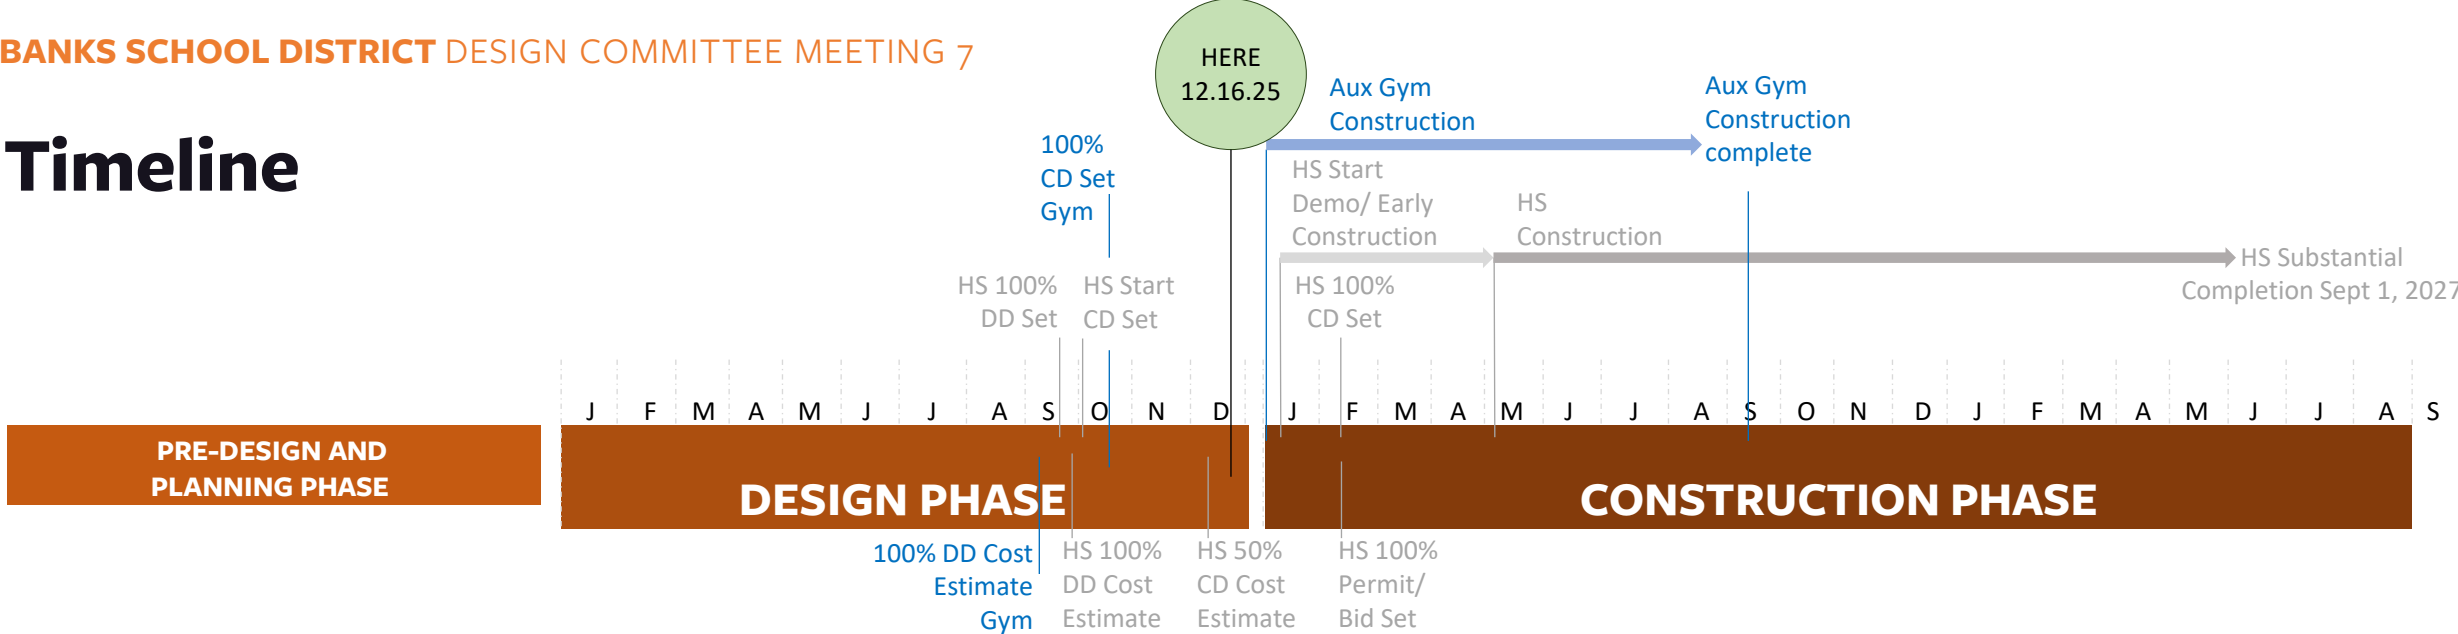 BANKS SCHOOL DISTRICT DESIGN COMMITTEE MEETING 7
Timeline
HERE
12.16.25
100%
CD Set
Gym
Aux Gym
Construction
Aux Gym
Construction
complete
HS Start
Demo/ Early
Construction
HS
Construction
HS Substantial
Completion Sept 1, 2027
HS 100%
DD Set
HS Start
CD Set
HS 100%
CD Set
J F M A M J J A S O N D J F M A M J J A S O N D J F M A M J J A S
PRE-DESIGN AND
PLANNING PHASE
DESIGN PHASE
CONSTRUCTION PHASE
100% DD Cost
Estimate
Gym
HS 100%
DD Cost
Estimate
HS 50%
CD Cost
Estimate
HS 100%
Permit/
Bid Set